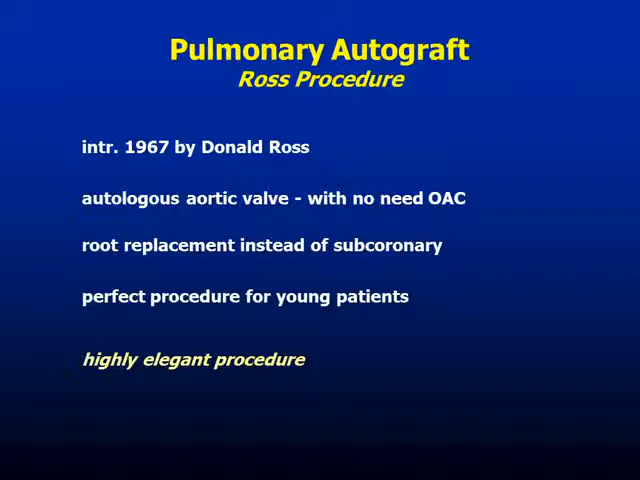 Pulmonary Autograft
Ross Procedure
intr. 1967 by Donald Ross
autologous aortic valve - with no need OAC
root replacement instead of subcoronary
perfect procedure for young patients
highly elegant procedure